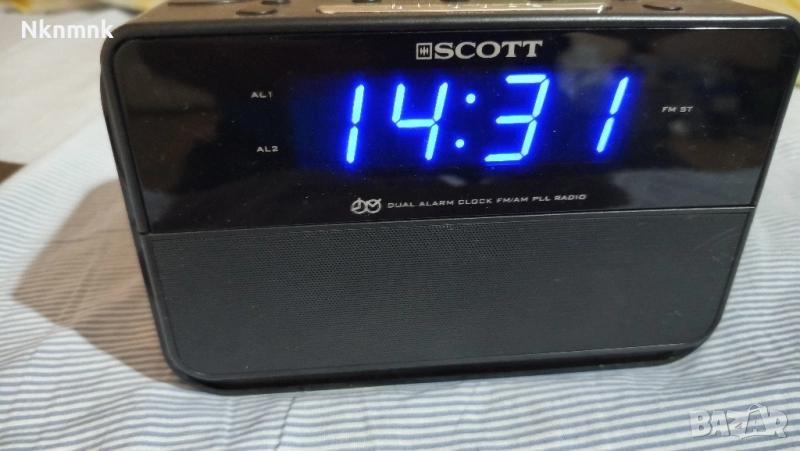 Nknmnk
SCOTT
AL1
14:31
FM ST
AL2
DUAL ALARM CLOCK FM/AM PLL RADIO
BAZAR